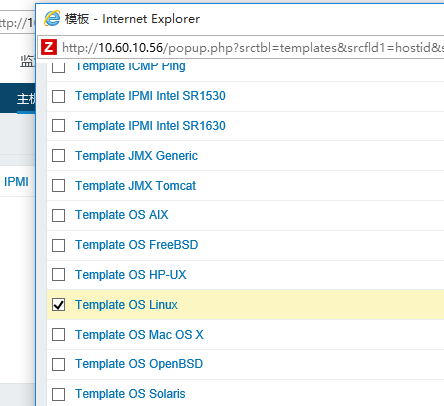 模板 - Internet Explorer
ttp://10
Z http://10.60.10.56/popup.php?srctbl=templates&srcfld1=hostid&s
监
主机
IPMI
Template ICMP Ping
Template IPMI Intel SR1530
Template IPMI Intel SR1630
Template JMX Generic
Template JMX Tomcat
Template OS AIX
Template OS FreeBSD
Template OS HP-UX
Template OS Linux
Template OS Mac OS X
Template OS OpenBSD
Template OS Solaris